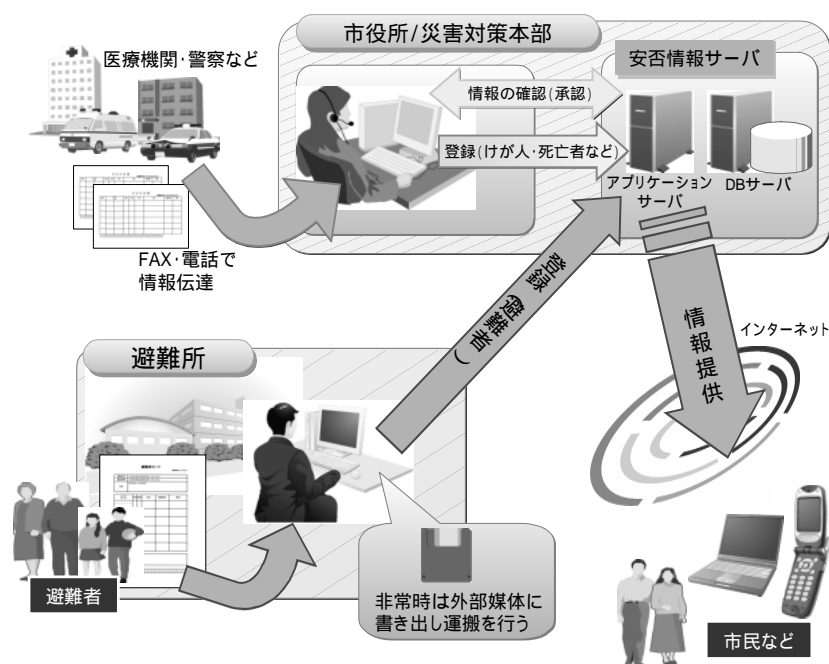 市役所/災害対策本部
医療機関・警察など
安否情報サーバ
情報の確認(承認)
登録(けが人・死亡者など)
アプリケーション
サーバ
DBサーバ
FAX・電話で
情報伝達
登録(避難者)
情報提供
インターネット
避難所
避難者
非常時は外部媒体に
書き出し運搬を行う
市民など